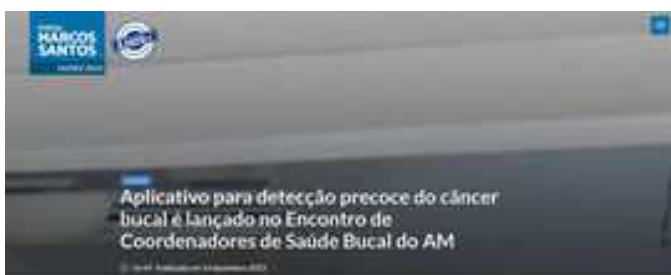 MARCOS
SANTOS
Aplicativo para detecção precoce do câncer
bucal é lançado no Encontro de
Coordenadores de Saúde Bucal do AM